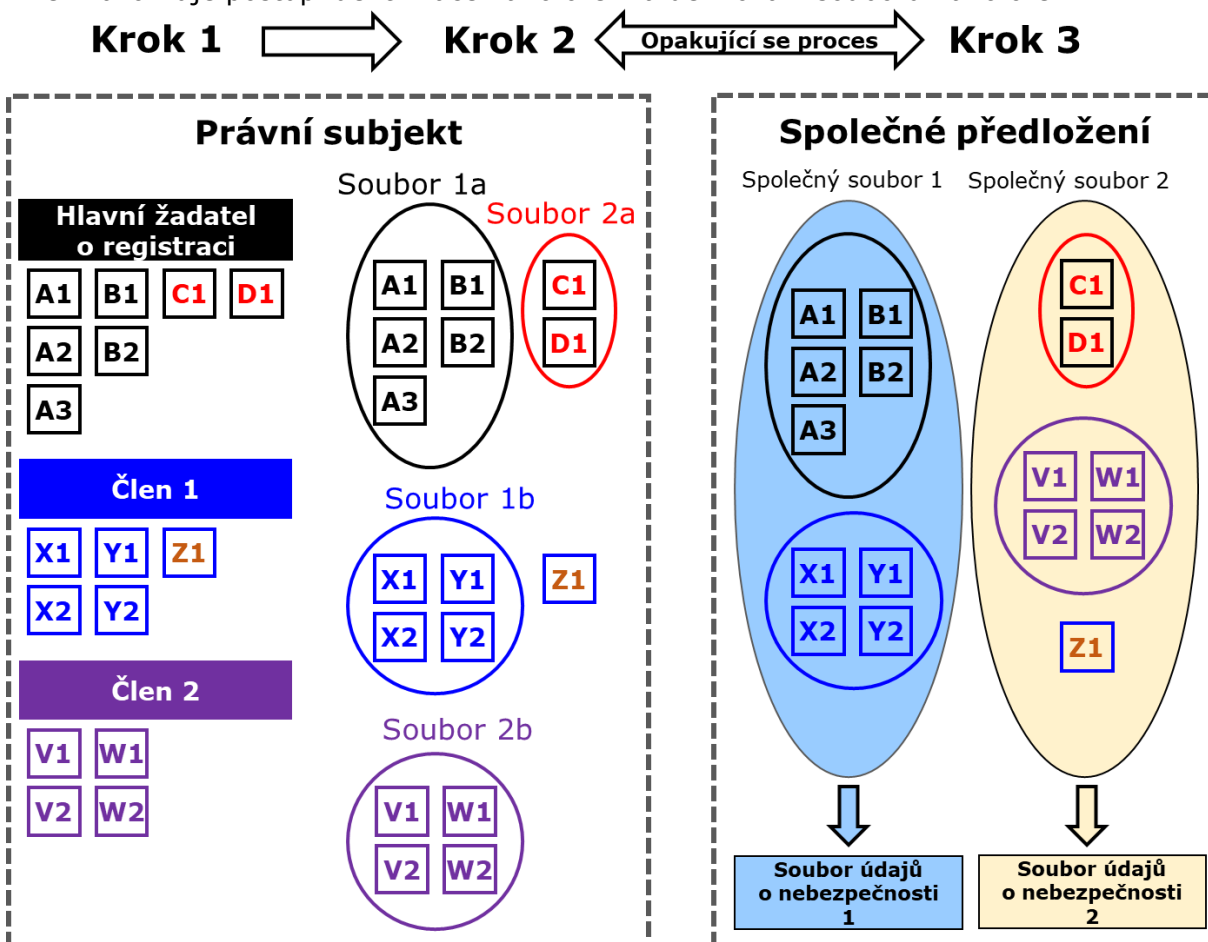 Krok 1
Krok 2
Opakující se proces
Krok 3
Právní subjekt
Hlavní žadatel
o registraci
A1 B1 C1 D1
A2 B2
A3
Člen 1
X1 Y1 Z1
X2 Y2
Člen 2
V1 W1
V2 W2
Soubor 1a
A1 B1
A2 B2
A3
Soubor 2a
C1
D1
Soubor 1b
X1 Y1
X2 Y2
Z1
Soubor 2b
V1 W1
V2 W2
Společné předložení
Společný soubor 1
A1 B1
A2 B2
A3
X1 Y1
X2 Y2
Soubor údajů
o nebezpečnosti
1
Společný soubor 2
C1
D1
V1 W1
V2 W2
Z1
Soubor údajů
o nebezpečnosti
2